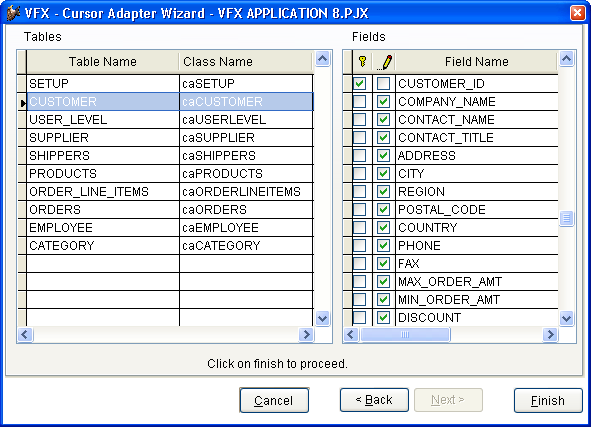 VFX - Cursor Adapter Wizard - VFX APPLICATION 8.PJX
Tables
Table Name Class Name
SETUP caSETUP
CUSTOMER caCUSTOMER
USER_LEVEL caUSERLEVEL
SUPPLIER caSUPPLIER
SHIPPERS caSHIPPERS
PRODUCTS caPRODUCTS
ORDER_LINE_ITEMS caORDERLINEITEMS
ORDERS caORDERS
EMPLOYEE caEMPLOYEE
CATEGORY caCATEGORY
Fields
Field Name
CUSTOMER_ID
COMPANY_NAME
CONTACT_NAME
CONTACT_TITLE
ADDRESS
CITY
REGION
POSTAL_CODE
COUNTRY
PHONE
FAX
MAX_ORDER_AMT
MIN_ORDER_AMT
DISCOUNT
Click on finish to proceed.
Cancel < Back Next > Finish